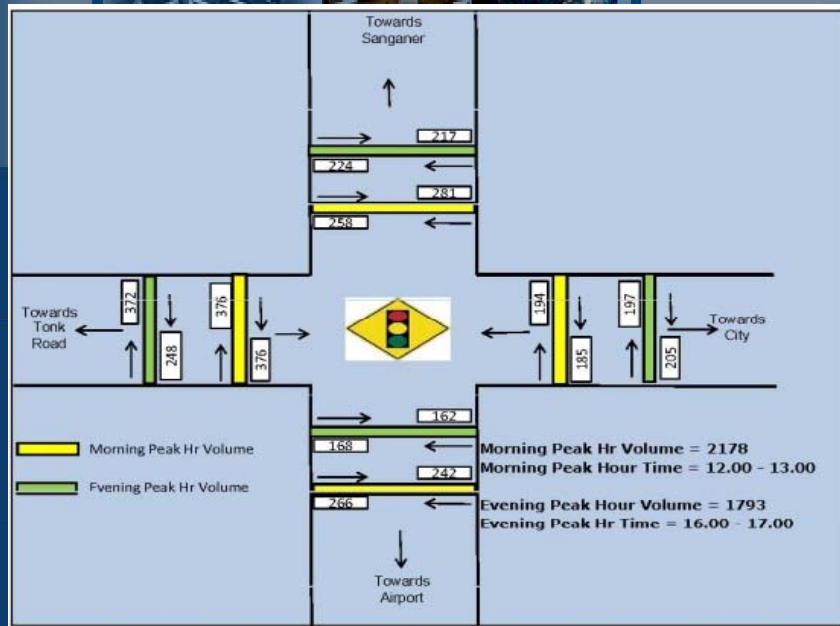 Towards
Sanganer
217
224
281
258
372
248
376
376
194
185
197
205
Towards
Tonk
Road
Towards
City
162
168
242
266
Morning Peak Hr Volume
Fvening Peak Hr Volume
Morning Peak Hr Volume = 2178
Morning Peak Hour Time = 12.00 - 13.00
Evening Peak Hour Volume = 1793
Evening Peak Hr Time = 16.00 - 17.00
Towards
Airport